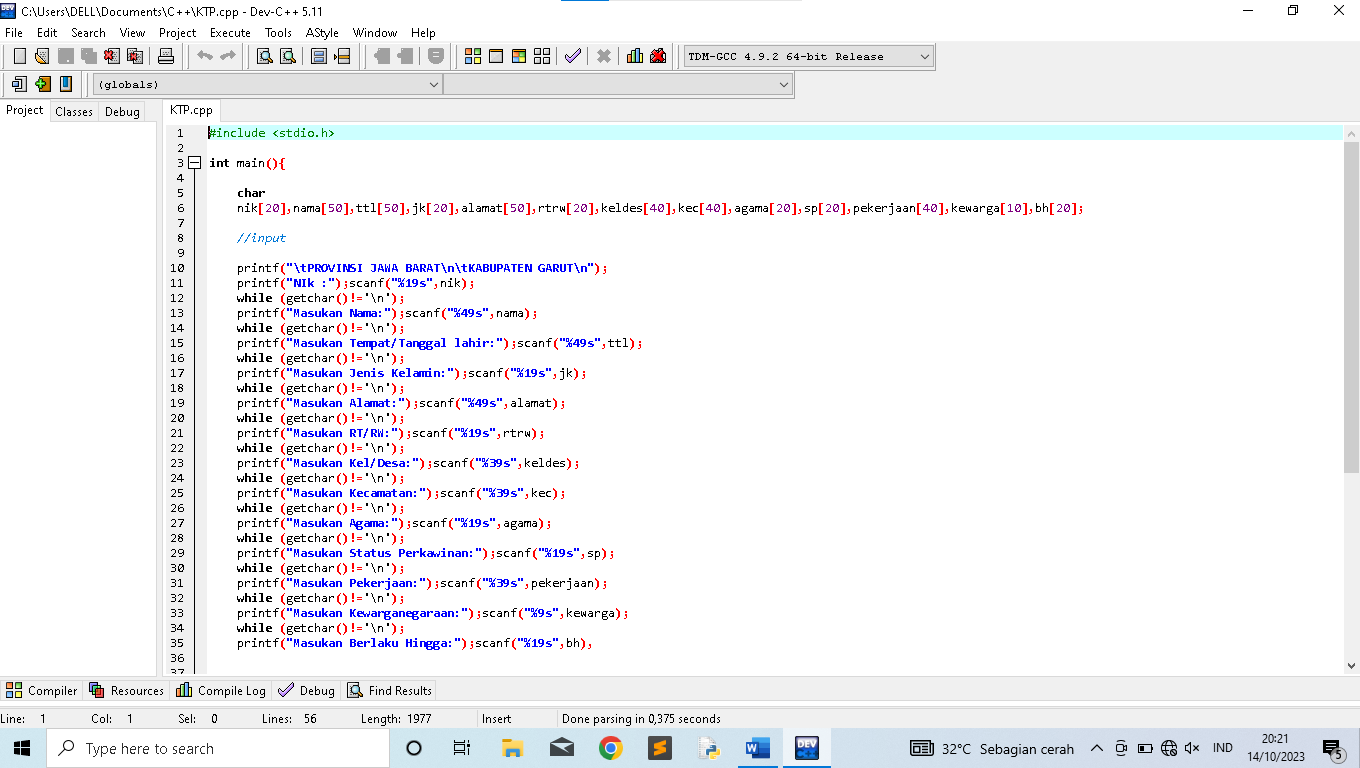 C:\Users\DELL\Documents\C++\KTP.cpp - Dev-C++ 5.11
File Edit Search View Project Execute Tools AStyle Window Help
TDM-GCC 4.9.2 64-bit Release
(globals)
Project Classes Debug KTP.cpp
1 #include <stdio.h>
2
3 int main(){
4
5 char
6 nik[20],nama[50],ttl[50],jk[20],alamat[50],rtrw[20],keldes[40],kec[40],agama[20],sp[20],pekerjaan[40],kewarga[10],bh[20];
7
8 //input
9
10 printf("\tPROVINSI JAWA BARAT\n\tKABUPATEN GARUT\n");
11 printf("NIk :");scanf("%19s",nik);
12 while (getchar()!='\n');
13 printf("Masukan Nama:");scanf("%49s",nama);
14 while (getchar()!='\n');
15 printf("Masukan Tempat/Tanggal lahir:");scanf("%49s",ttl);
16 while (getchar()!='\n');
17 printf("Masukan Jenis Kelamin:");scanf("%19s",jk);
18 while (getchar()!='\n');
19 printf("Masukan Alamat:");scanf("%49s",alamat);
20 while (getchar()!='\n');
21 printf("Masukan RT/RW:");scanf("%19s",rtrw);
22 while (getchar()!='\n');
23 printf("Masukan Kel/Desa:");scanf("%39s",keldes);
24 while (getchar()!='\n');
25 printf("Masukan Kecamatan:");scanf("%39s",kec);
26 while (getchar()!='\n');
27 printf("Masukan Agama:");scanf("%19s",agama);
28 while (getchar()!='\n');
29 printf("Masukan Status Perkawinan:");scanf("%19s",sp);
30 while (getchar()!='\n');
31 printf("Masukan Pekerjaan:");scanf("%39s",pekerjaan);
32 while (getchar()!='\n');
33 printf("Masukan Kewarganegaraan:");scanf("%9s",kewarga);
34 while (getchar()!='\n');
35 printf("Masukan Berlaku Hingga:");scanf("%19s",bh),
36
37
Compiler Resources Compile Log Debug Find Results
Line: 1 Col: 1 Sel: 0 Lines: 56 Length: 1977 Insert Done parsing in 0,375 seconds
Type here to search 32°C Sebagian cerah IND 20:21
14/10/2023 5